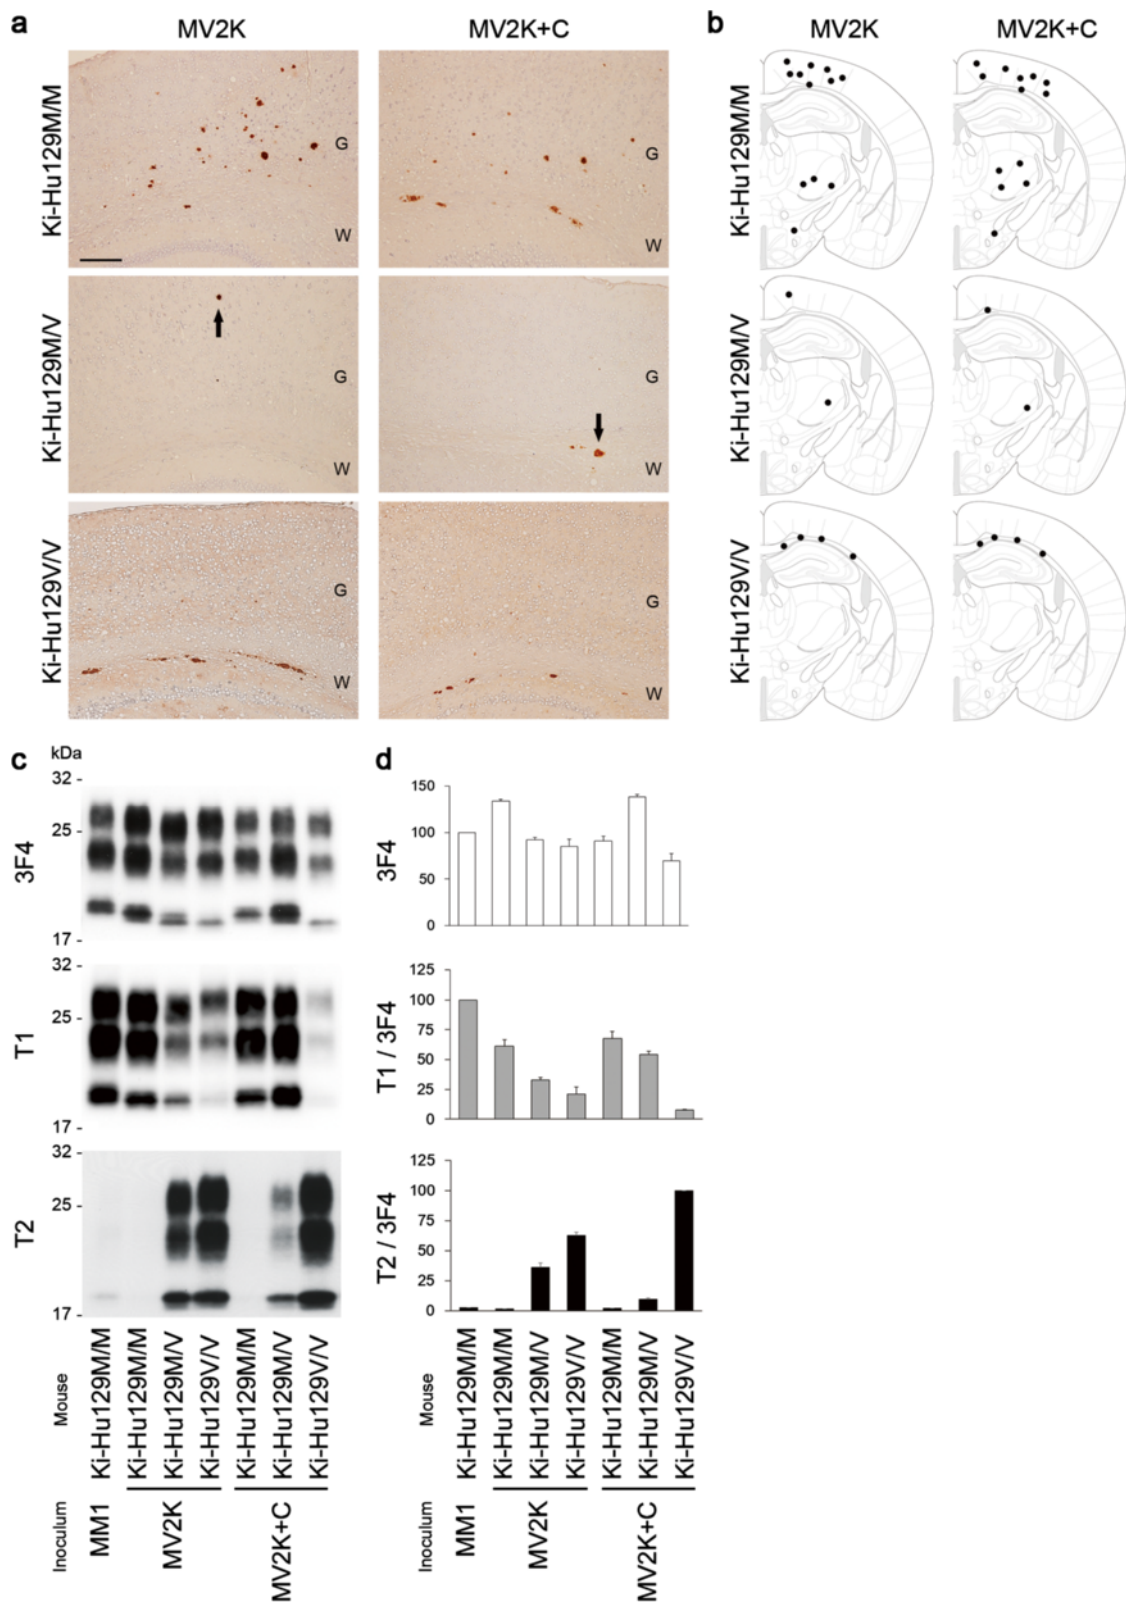 a
MV2K
MV2K+C
b
MV2K
MV2K+C
Ki-Hu129M/M
G
W
G
W
Ki-Hu129M/V
G
W
G
W
Ki-Hu129V/V
G
W
G
W
Ki-Hu129M/M
Ki-Hu129M/V
Ki-Hu129V/V
c
kDa
32 -
25 -
17 -
3F4
32 -
25 -
17 -
T1
32 -
25 -
17 -
T2
Mouse
Ki-Hu129M/M
Ki-Hu129M/M
Ki-Hu129M/V
Ki-Hu129V/V
Ki-Hu129M/M
Ki-Hu129M/V
Ki-Hu129V/V
Inoculum
MM1
MV2K
MV2K+C
d
150
100
50
0
3F4
125
100
75
50
25
0
T1 / 3F4
125
100
75
50
25
0
T2 / 3F4
Mouse
Ki-Hu129M/M
Ki-Hu129M/M
Ki-Hu129M/V
Ki-Hu129V/V
Ki-Hu129M/M
Ki-Hu129M/V
Ki-Hu129V/V
Inoculum
MM1
MV2K
MV2K+C